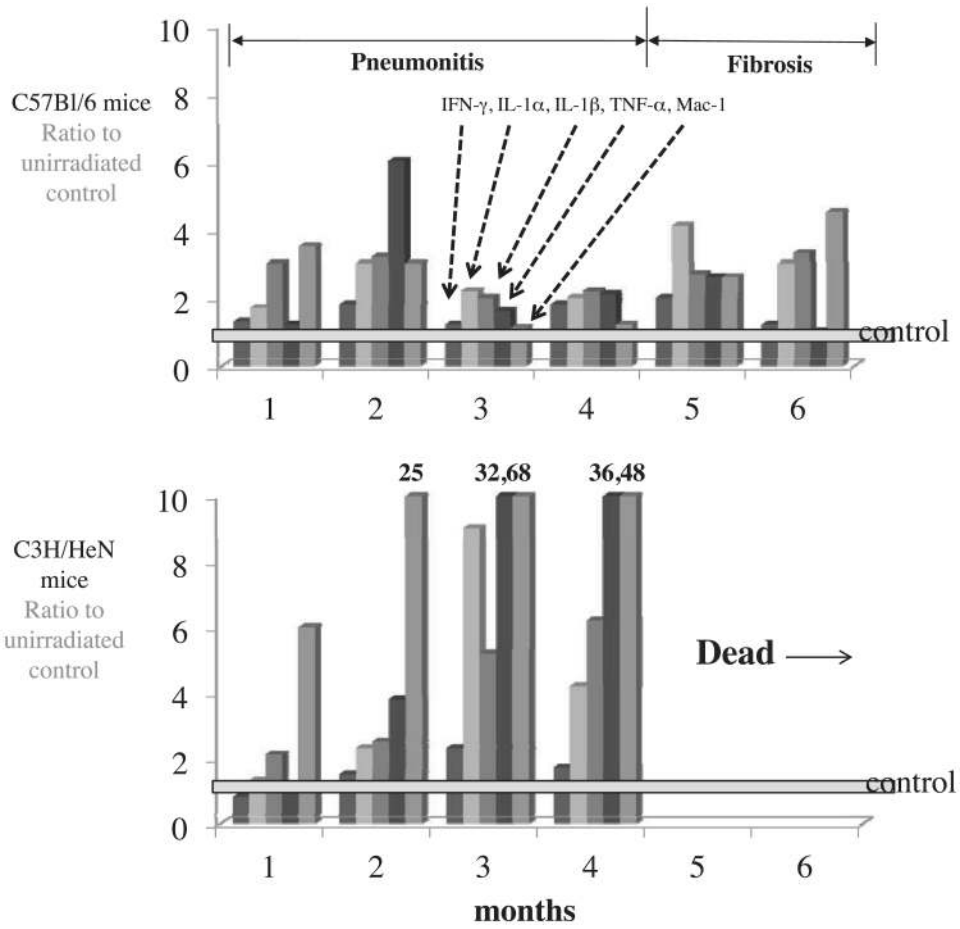 10
Pneumonitis
Fibrosis
8
C57Bl/6 mice
Ratio to
unirradiated
control
IFN-γ, IL-1α, IL-1β, TNF-α, Mac-1
6
4
2
control
0
1 2 3 4 5 6
25 32,68 36,48
10
C3H/HeN
mice
Ratio to
unirradiated
control
8
6
Dead
4
2
control
0
1 2 3 4 5 6
months